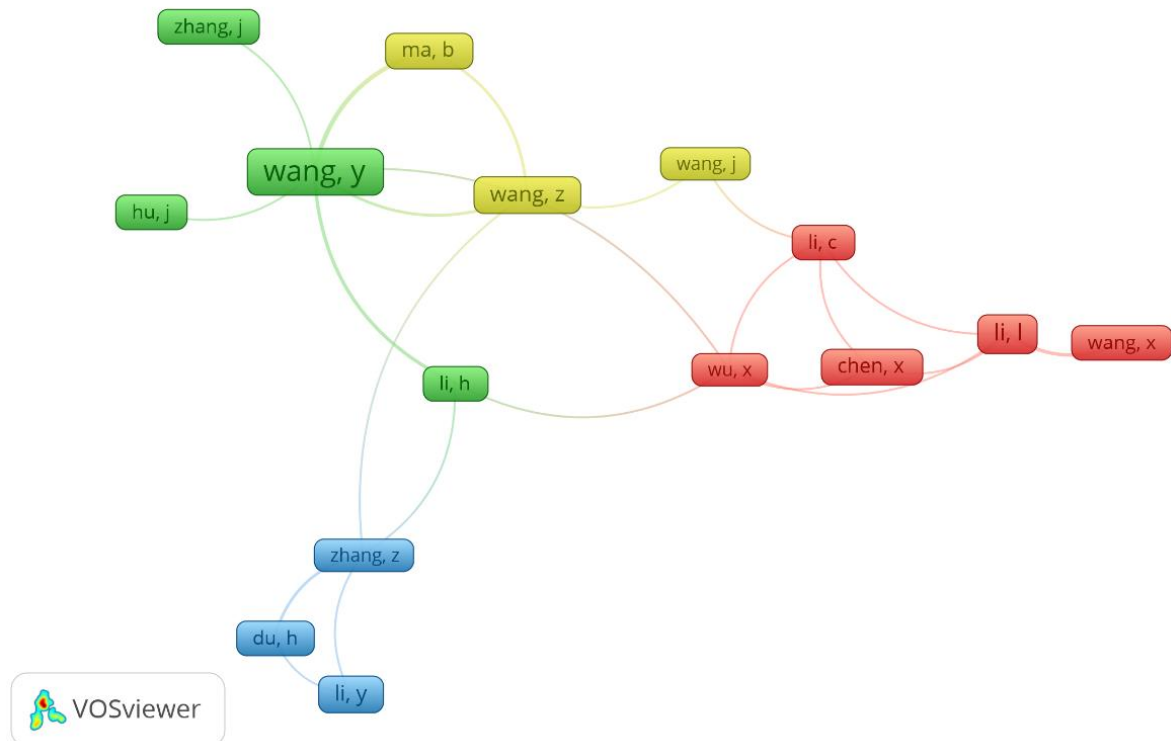 zhang, j
ma, b
wang, y
wang, j
wang, z
hu, j
li, c
li, l
wang, x
wu, x
chen, x
li, h
zhang, z
du, h
li, y
VOSviewer